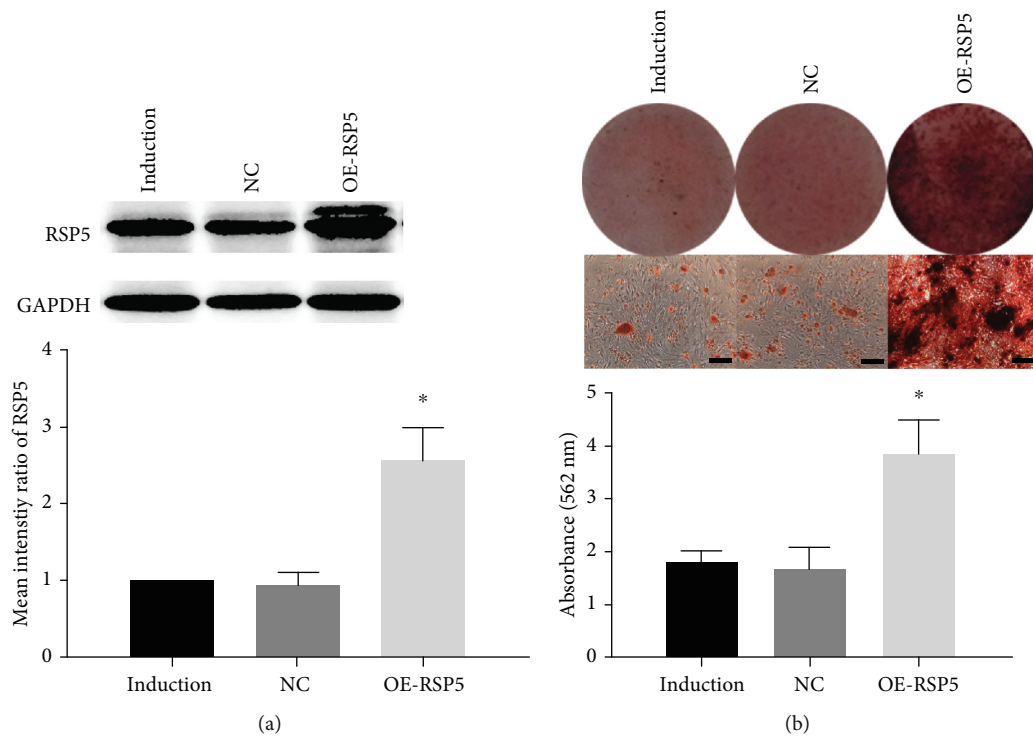 Induction
NC
OE-RSP5
RSP5
GAPDH
Mean instensity ratio of RSP5
4
3
2
1
0
*
Induction
NC
OE-RSP5
(a)
Induction
NC
OE-RSP5
Absorbance (562 nm)
5
4
3
2
1
0
*
Induction
NC
OE-RSP5
(b)